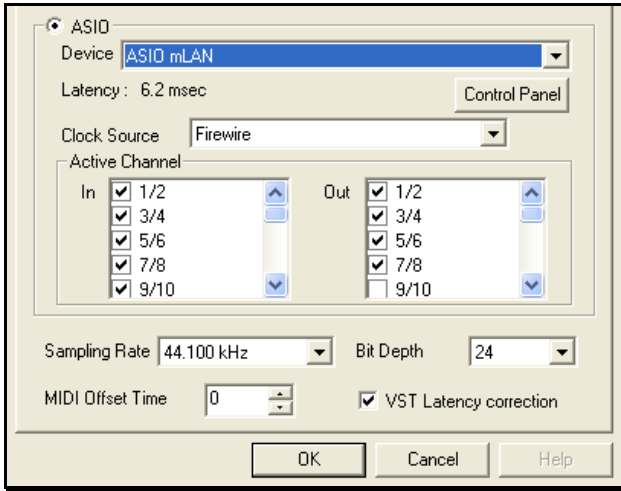 ASIO
Device ASIO mLAN
Latency : 6.2 msec Control Panel
Clock Source Firewire
Active Channel
In 1/2 Out 1/2
3/4 3/4
5/6 5/6
7/8 7/8
9/10 9/10
Sampling Rate 44.100 kHz Bit Depth 24
MIDI Offset Time 0 VST Latency correction
OK Cancel Help